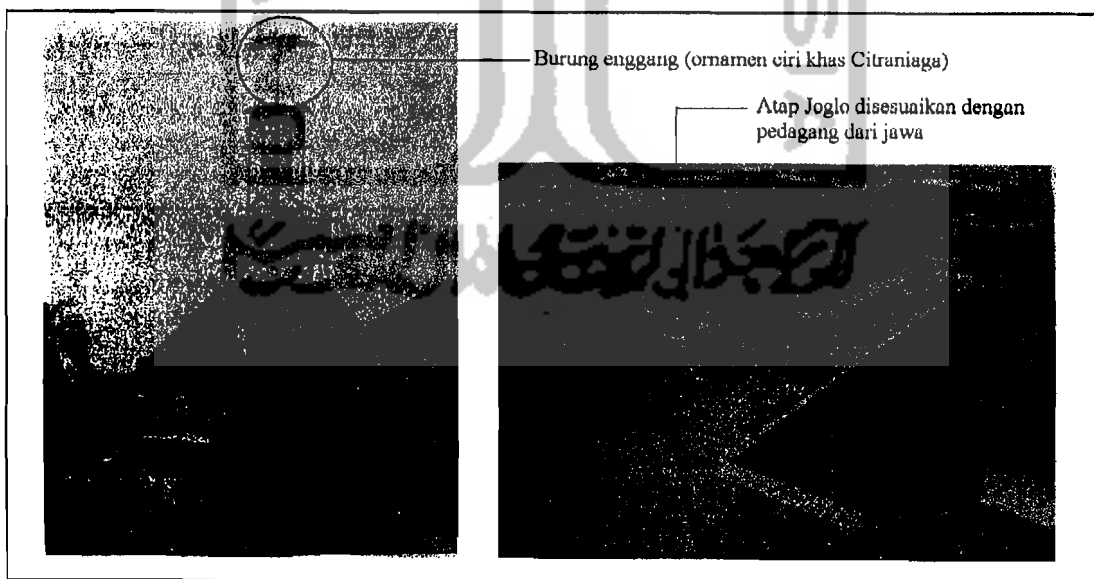 Burung enggang (ornamen ciri khas Citraniaga)
Atap Joglo disesuaikan dengan
pedagang dari jawa